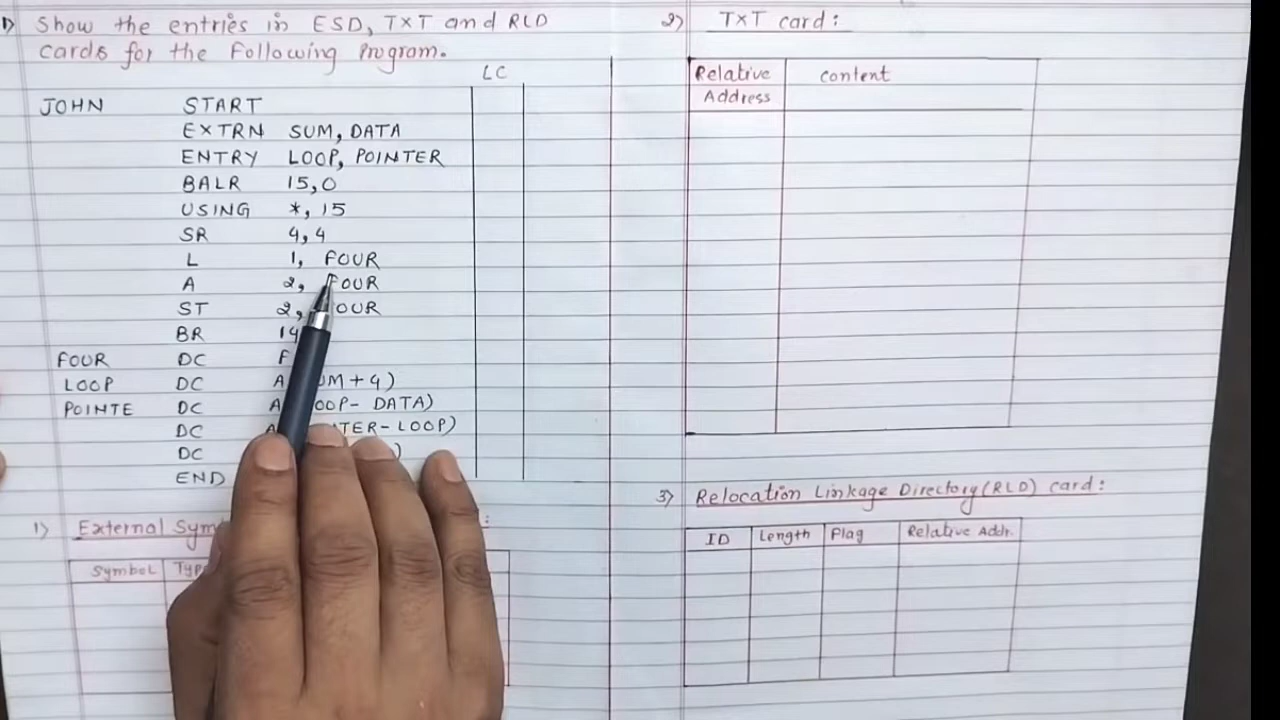 1) Show the entries in ESD, TXT and RLD
cards for the Following Program.
LC
JOHN START
EXTRN SUM, DATA
ENTRY LOOP, POINTER
BALR 15,0
USING *, 15
SR 4,4
L 1, FOUR
A 2, FOUR
ST 2, OUR
BR 14
FOUR DC F
LOOP DC A UM + 4)
POINTE DC A OOP - DATA)
DC A TER - LOOP)
DC )
END
1) External Sym :
Symbol Typ
2) TXT card :
Relative Address content
3) Relocation Linkage Directory (RLD) card :
ID Length Flag Relative Addr.